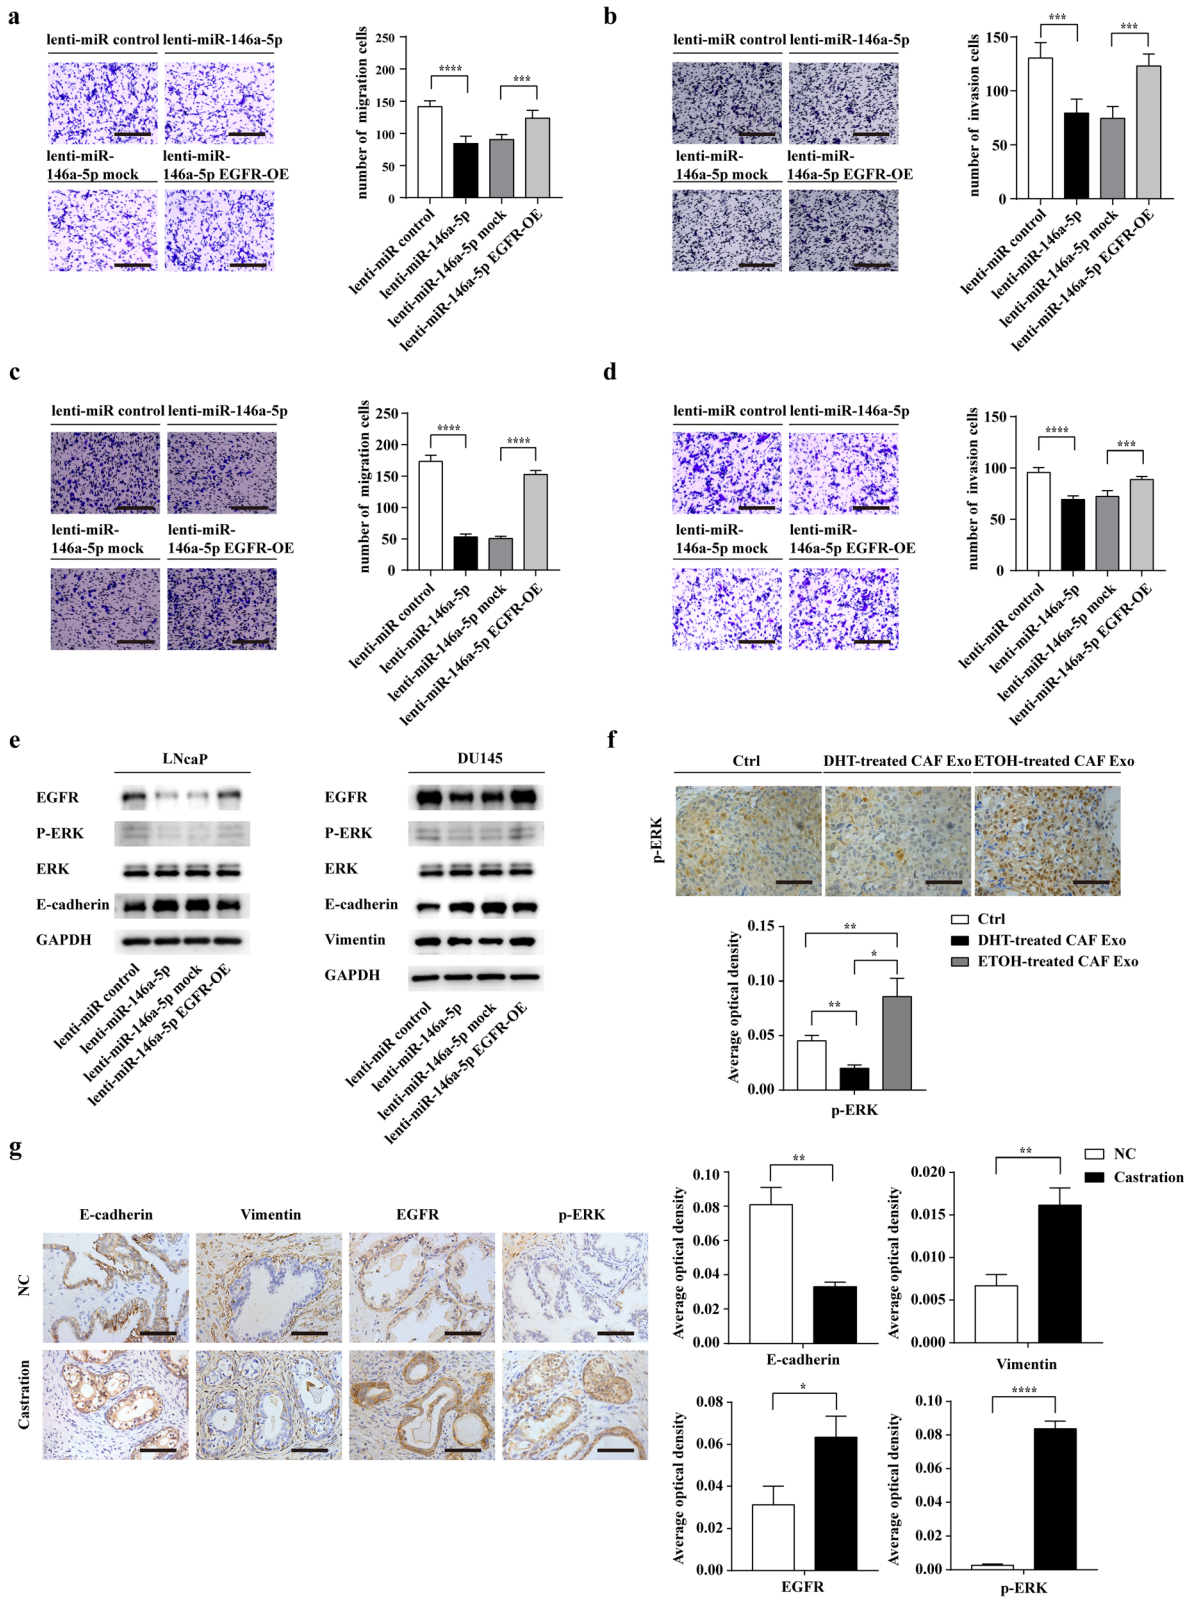 a
lenti-miR control lenti-miR-146a-5p
lenti-miR-
146a-5p mock
lenti-miR-
146a-5p EGFR-OE
number of migration cells
250
200
150
100
50
0
****
***
lenti-miR control
lenti-miR-146a-5p
lenti-miR-146a-5p mock
lenti-miR-146a-5p EGFR-OE
b
lenti-miR control lenti-miR-146a-5p
lenti-miR-
146a-5p mock
lenti-miR-
146a-5p EGFR-OE
number of invasion cells
150
100
50
0
***
***
lenti-miR control
lenti-miR-146a-5p
lenti-miR-146a-5p mock
lenti-miR-146a-5p EGFR-OE
c
lenti-miR control lenti-miR-146a-5p
lenti-miR-
146a-5p mock
lenti-miR-
146a-5p EGFR-OE
number of migration cells
250
200
150
100
50
0
****
****
lenti-miR control
lenti-miR-146a-5p
lenti-miR-146a-5p mock
lenti-miR-146a-5p EGFR-OE
d
lenti-miR control lenti-miR-146a-5p
lenti-miR-
146a-5p mock
lenti-miR-
146a-5p EGFR-OE
number of invasion cells
150
100
50
0
****
***
lenti-miR control
lenti-miR-146a-5p
lenti-miR-146a-5p mock
lenti-miR-146a-5p EGFR-OE
e
LNcaP
EGFR
P-ERK
ERK
E-cadherin
GAPDH
lenti-miR control
lenti-miR-146a-5p
lenti-miR-146a-5p mock
lenti-miR-146a-5p EGFR-OE
DU145
EGFR
P-ERK
ERK
E-cadherin
Vimentin
GAPDH
lenti-miR control
lenti-miR-146a-5p
lenti-miR-146a-5p mock
lenti-miR-146a-5p EGFR-OE
f
Ctrl DHT-treated CAF Exo ETOH-treated CAF Exo
p-ERK
Average optical density
0.15
0.10
0.05
0.00
**
*
**
p-ERK
Ctrl
DHT-treated CAF Exo
ETOH-treated CAF Exo
g
E-cadherin Vimentin EGFR p-ERK
NC
Castration
Average optical density
0.10
0.08
0.06
0.04
0.02
0.00
**
E-cadherin
Average optical density
0.020
0.015
0.010
0.005
0.000
**
Vimentin
NC
Castration
Average optical density
0.08
0.06
0.04
0.02
0.00
*
EGFR
Average optical density
0.10
0.08
0.06
0.04
0.02
0.00
****
p-ERK